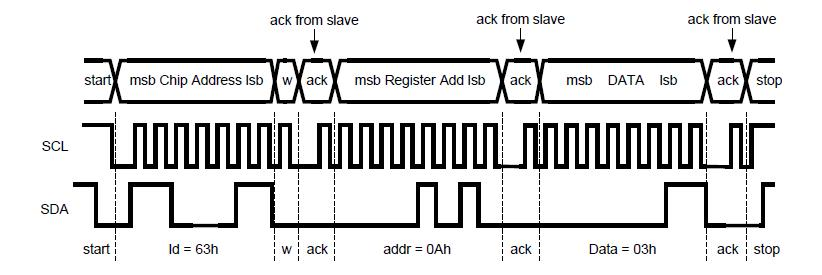 ack from slave ack from slave ack from slave
start msb Chip Address lsb w ack msb Register Add lsb ack msb DATA lsb ack stop
SCL
SDA
start Id = 63h w ack addr = 0Ah ack Data = 03h ack stop